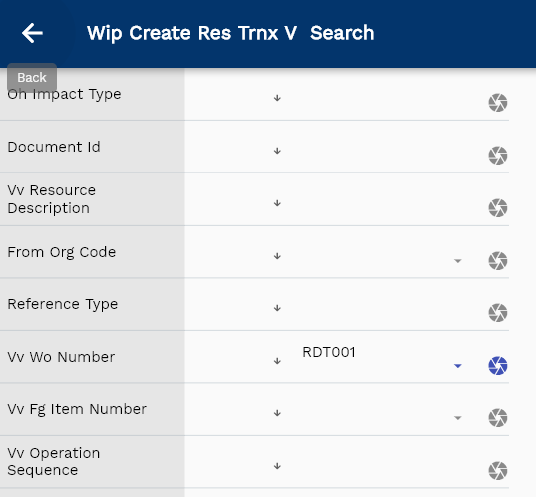 Wip Create Res Trnx V Search
Back
Oh Impact Type
Document Id
Vv Resource
Description
From Org Code
Reference Type
Vv Wo Number
RDT001
Vv Fg Item Number
Vv Operation
Sequence